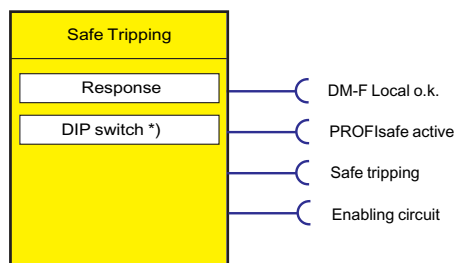 Safe Tripping
Response
DIP switch *)
DM-F Local o.k.
PROFIsafe active
Safe tripping
Enabling circuit